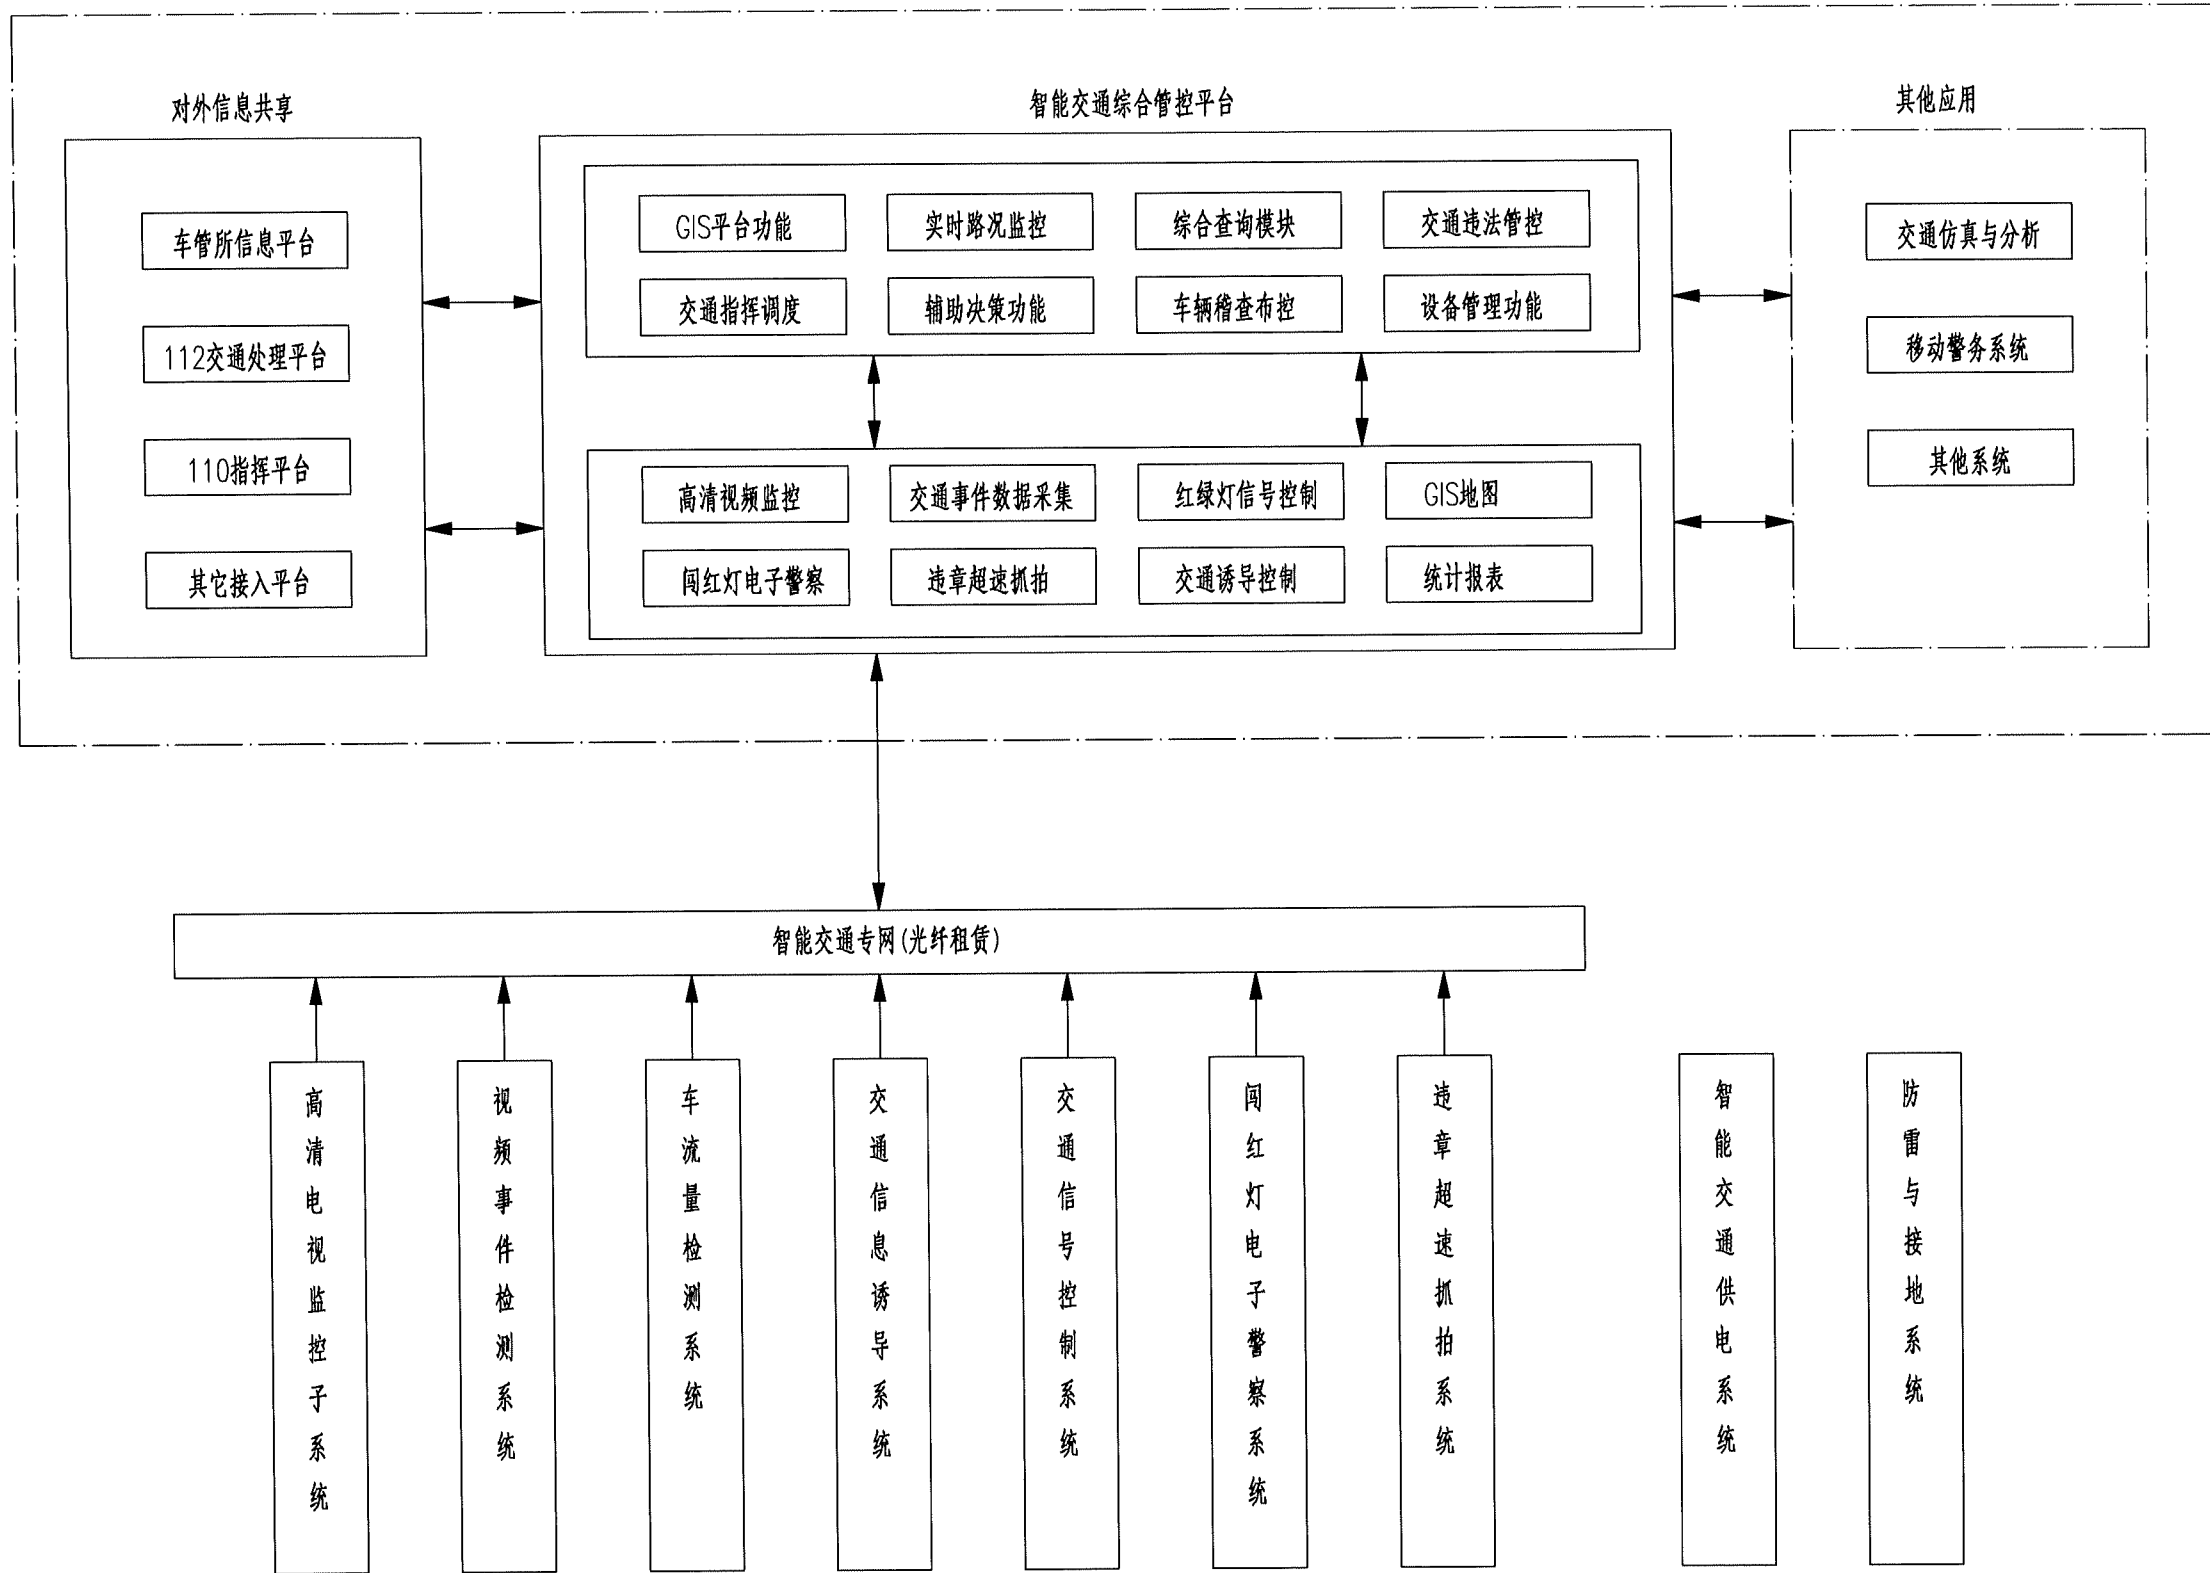 对外信息共享
智能交通综合管控平台
其他应用
车管所信息平台
112交通处理平台
110指挥平台
其它接入平台
GIS平台功能
实时路况监控
综合查询模块
交通违法管控
交通指挥调度
辅助决策功能
车辆稽查布控
设备管理功能
高清视频监控
交通事件数据采集
红绿灯信号控制
GIS地图
闯红灯电子警察
违章超速抓拍
交通诱导控制
统计报表
交通仿真与分析
移动警务系统
其他系统
智能交通专网(光纤租赁)
高清电视监控子系统
视频事件检测系统
车流量检测系统
交通信息诱导系统
交通信号控制系统
闯红灯电子警察系统
违章超速抓拍系统
智能交通供电系统
防雷与接地系统